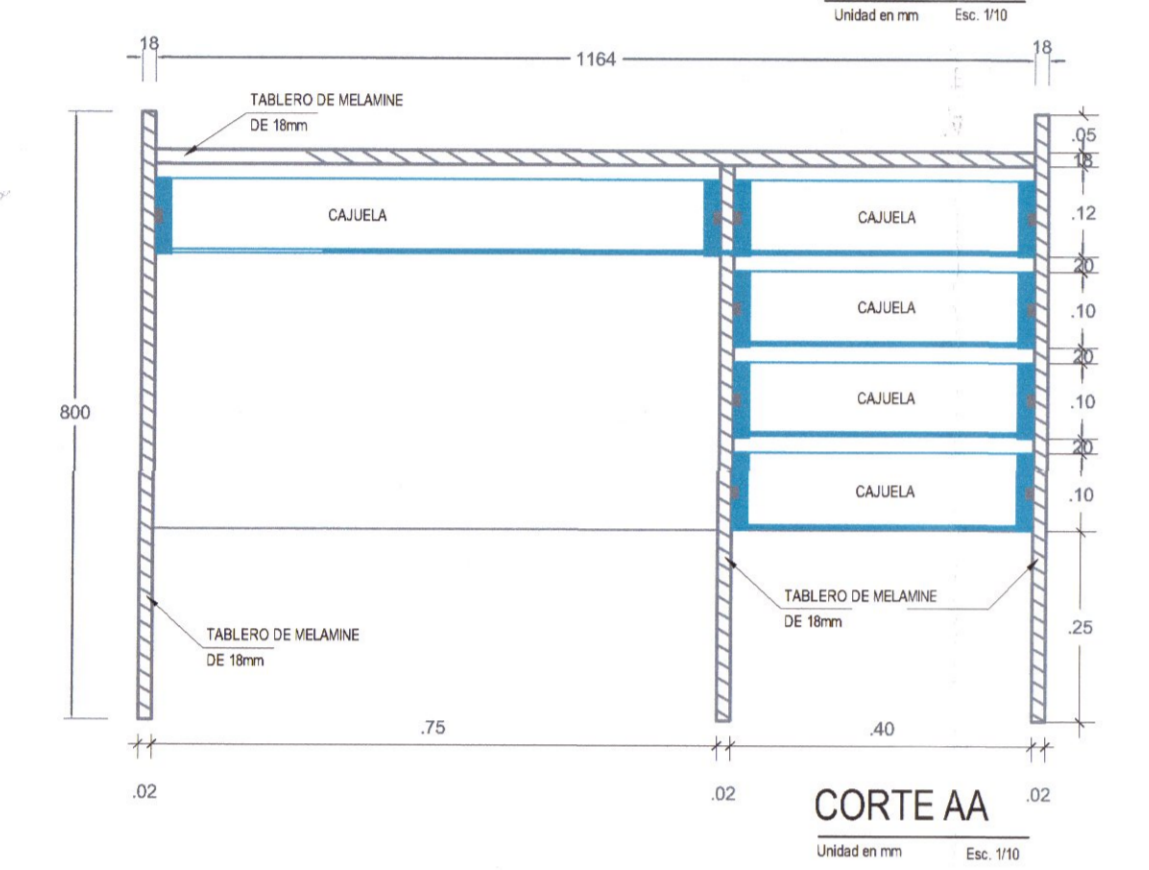 Unidad en mm Esc. 1/10
18 1164 18
TABLERO DE MELAMINE
DE 18mm
.05
18
CAJUELA CAJUELA .12
20
CAJUELA .10
20
800 CAJUELA .10
20
CAJUELA .10
TABLERO DE MELAMINE
DE 18mm
.25
TABLERO DE MELAMINE
DE 18mm
.75 .40
.02 .02 .02
CORTE AA
Unidad en mm Esc. 1/10